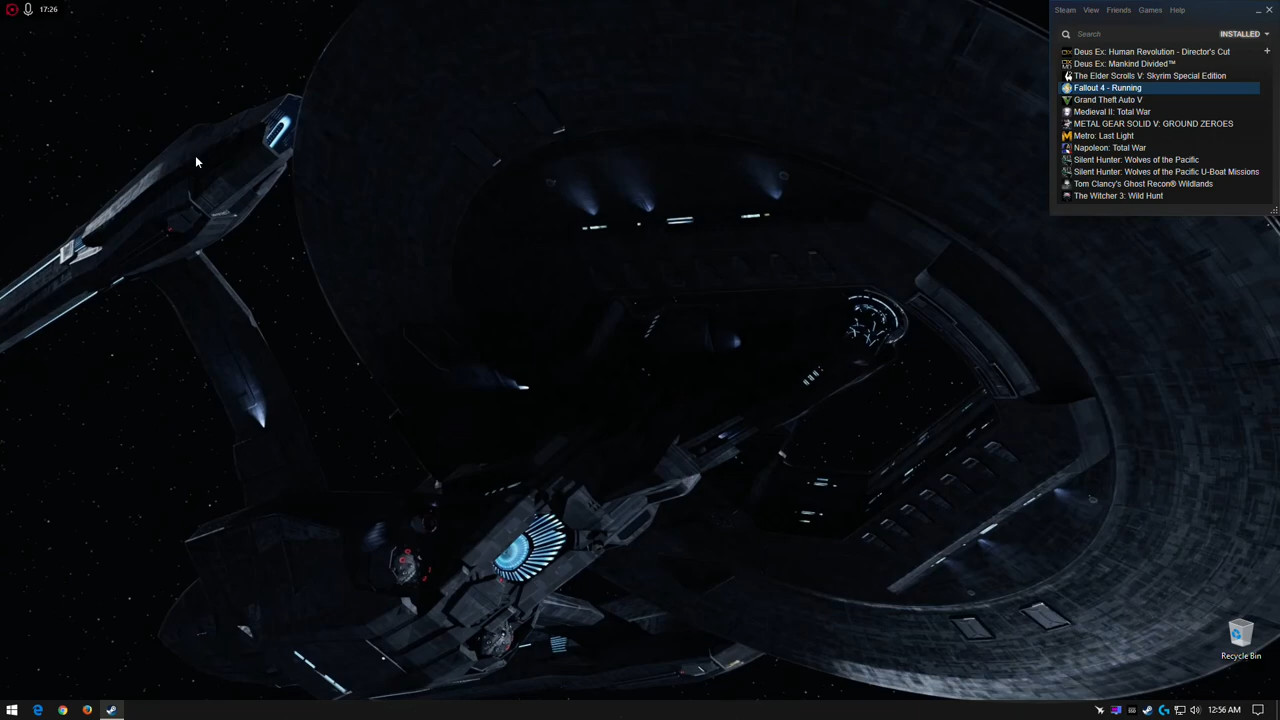 17:26
Steam View Friends Games Help
Search INSTALLED
Deus Ex: Human Revolution - Director's Cut
Deus Ex: Mankind Divided™
The Elder Scrolls V: Skyrim Special Edition
Fallout 4 - Running
Grand Theft Auto V
Medieval II: Total War
METAL GEAR SOLID V: GROUND ZEROES
Metro: Last Light
Napoleon: Total War
Silent Hunter: Wolves of the Pacific
Silent Hunter: Wolves of the Pacific U-Boat Missions
Tom Clancy's Ghost Recon® Wildlands
The Witcher 3: Wild Hunt
Recycle Bin
12:56 AM